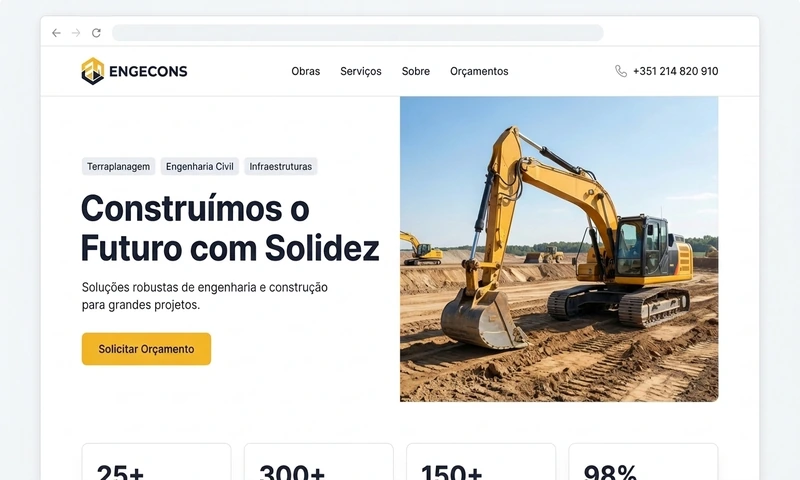 ENGECONS
Obras Serviços Sobre Orçamentos
+351 214 820 910
Terraplanagem Engenharia Civil Infraestruturas
Construímos o
Futuro com Solidez
Soluções robustas de engenharia e construção
para grandes projetos.
Solicitar Orçamento
25+ 300+ 150+ 98%